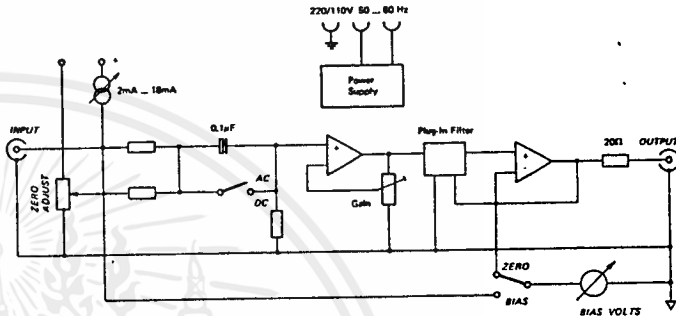 220/110V 50 ... 60 Hz
Power
Supply
+
2mA ... 18mA
INPUT
0.1µF
Plug-In Filter
20Ω
OUTPUT
+
-
+
-
ZERO
ADJUST
AC
DC
Gain
ZERO
BIAS
BIAS VOLTS